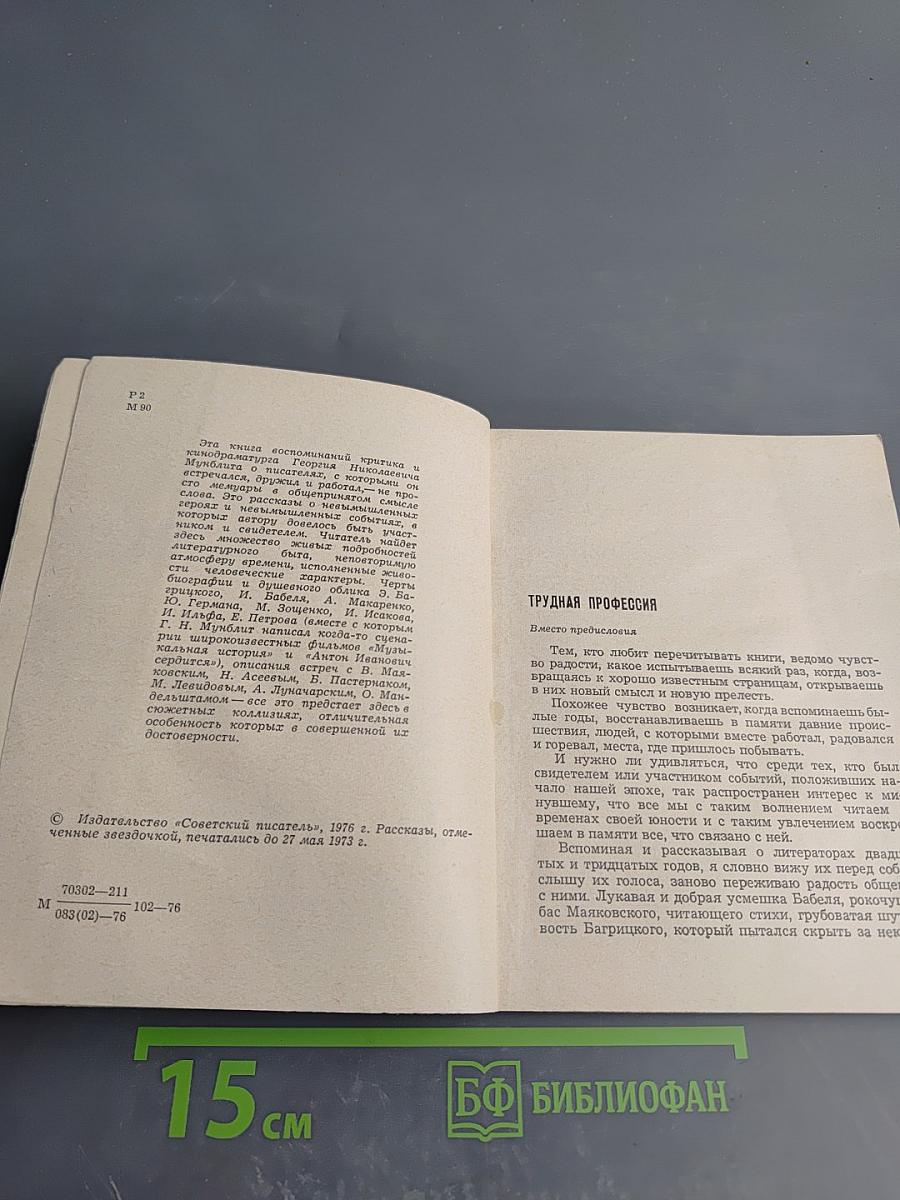 Р 2
М 90
Эта книга воспоминаний критика и
кинодраматурга Георгия Николаевича
Мунблита о писателях, с которыми он
встречался, дружил и работал,— не про-
сто мемуары в общепринятом смысле
слова. Это рассказы о невымышленных
героях и невымышленных событиях, в
которых автору довелось быть участ-
ником и свидетелем. Читатель найдет
здесь множество живых подробностей
литературного быта, неповторимую
атмосферу времени, исполненные живо-
сти человеческие характеры. Черты
биографии и душевного облика Э. Ба-
грицкого, И. Бабеля, А. Макаренко,
Ю. Германа, М. Зощенко, И. Исакова,
И. Ильфа, Е. Петрова (вместе с которым
Г. Н. Мунблит написал когда-то сцена-
рии широкоизвестных фильмов «Музы-
кальная история» и «Антон Иванович
сердится»), описания встреч с В. Мая-
ковским, Н. Асеевым, Б. Пастернаком,
М. Левидовым, А. Луначарским, О. Ман-
дельштамом — все это предстает здесь в
сюжетных коллизиях, отличительная
особенность которых в совершенной их
достоверности.
© Издательство «Советский писатель», 1976 г. Рассказы, отме-
ченные звездочкой, печатались до 27 мая 1973 г.
70302—211
М 102—76
083(02)—76
ТРУДНАЯ ПРОФЕССИЯ
Вместо предисловия
Тем, кто любит перечитывать книги, ведомо чувст-
во радости, какое испытываешь всякий раз, когда, воз-
вращаясь к хорошо известным страницам, открываешь
в них новый смысл и новую прелесть.
Похожее чувство возникает, когда вспоминаешь бы-
лые годы, восстанавливаешь в памяти давние проис-
шествия, людей, с которыми вместе работал, радовался
и горевал, места, где пришлось побывать.
И нужно ли удивляться, что среди тех, кто был
свидетелем или участником событий, положивших на-
чало нашей эпохе, так распространен интерес к ми-
нувшему, что все мы с таким волнением читаем
временах своей юности и с таким увлечением воскре
шаем в памяти все, что связано с ней.
Вспоминая и рассказывая о литераторах двадц
тых и тридцатых годов, я словно вижу их перед соб
слышу их голоса, заново переживаю радость обще
с ними. Лукавая и добрая усмешка Бабеля, рокочу
бас Маяковского, читающего стихи, грубоватая шу
вость Багрицкого, который пытался скрыть за нек
15 см
БФ БИБЛИОФАН